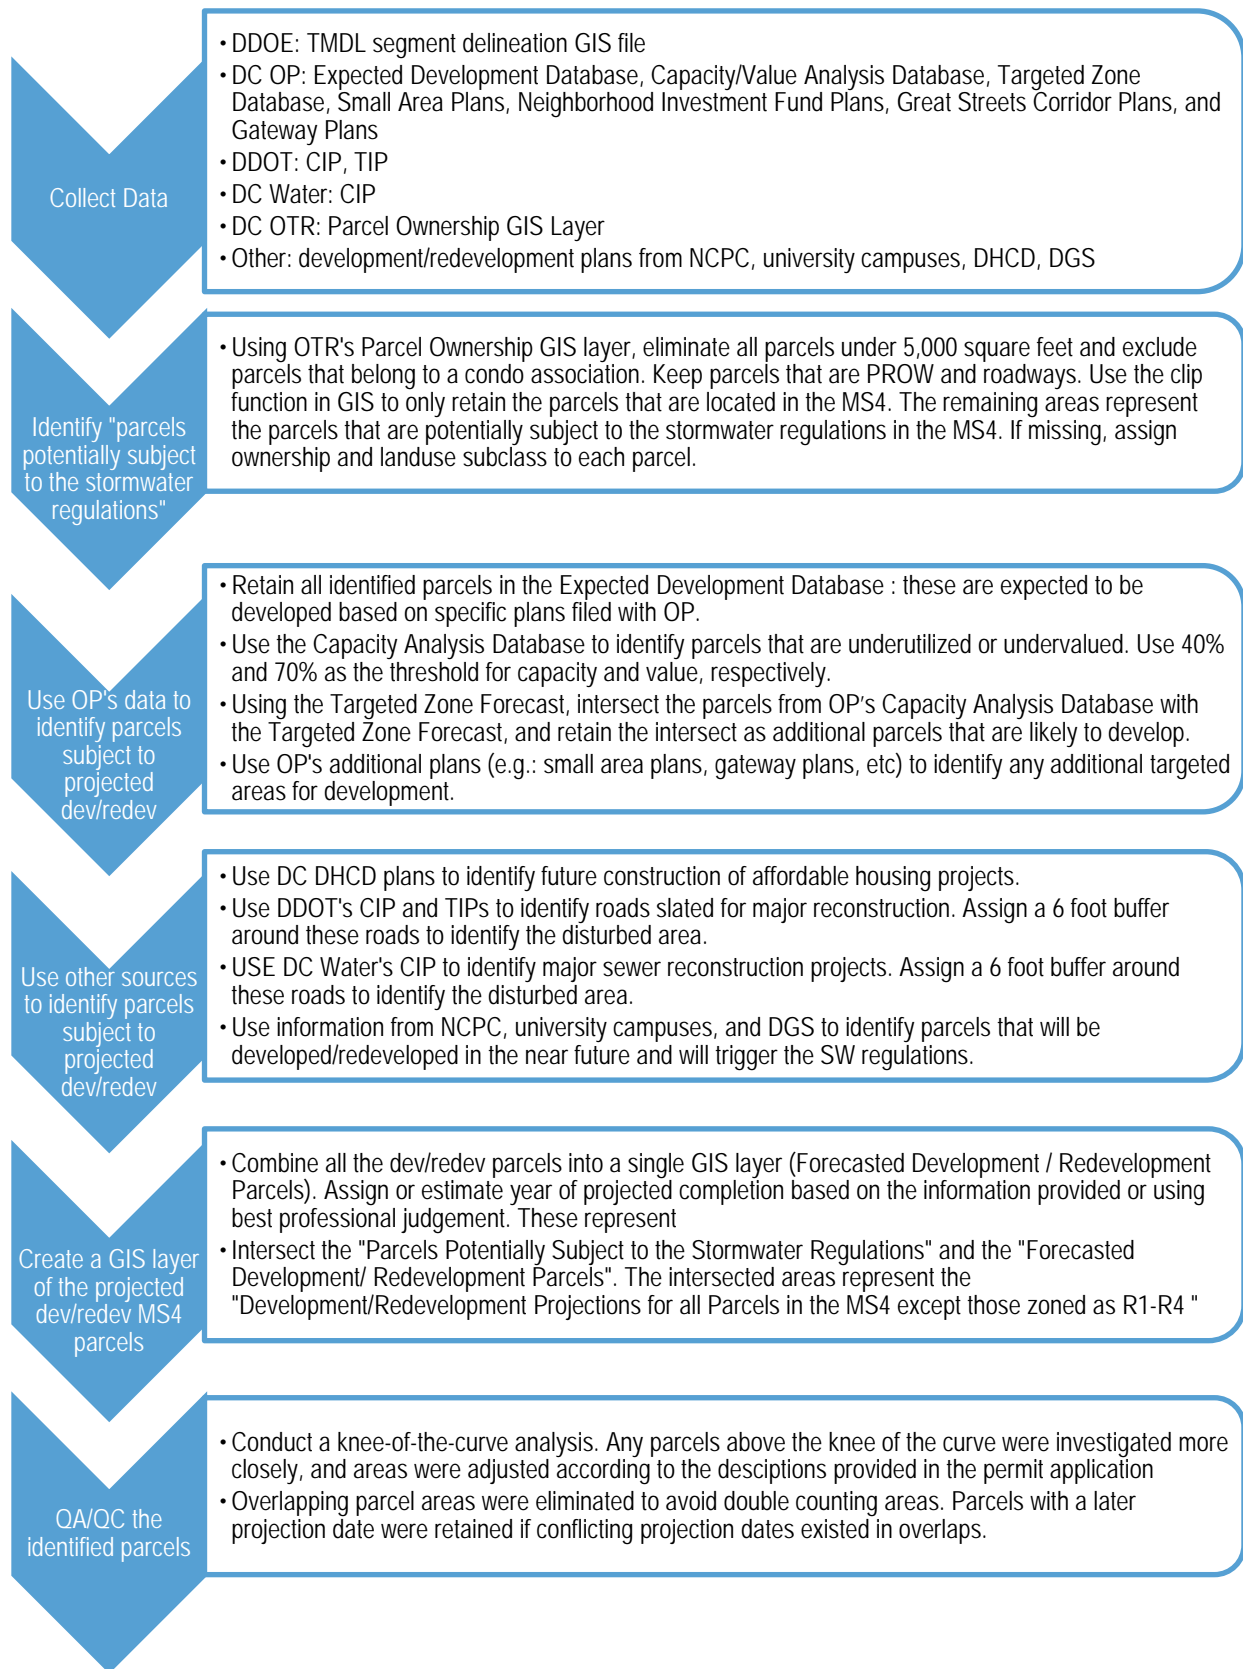 Collect Data
• DDOE: TMDL segment delineation GIS file
• DC OP: Expected Development Database, Capacity/Value Analysis Database, Targeted Zone
Database, Small Area Plans, Neighborhood Investment Fund Plans, Great Streets Corridor Plans, and
Gateway Plans
• DDOT: CIP, TIP
• DC Water: CIP
• DC OTR: Parcel Ownership GIS Layer
• Other: development/redevelopment plans from NCPC, university campuses, DHCD, DGS
Identify "parcels
potentially subject
to the stormwater
regulations"
• Using OTR's Parcel Ownership GIS layer, eliminate all parcels under 5,000 square feet and exclude
parcels that belong to a condo association. Keep parcels that are PROW and roadways. Use the clip
function in GIS to only retain the parcels that are located in the MS4. The remaining areas represent
the parcels that are potentially subject to the stormwater regulations in the MS4. If missing, assign
ownership and landuse subclass to each parcel.
Use OP's data to
identify parcels
subject to
projected
dev/redev
• Retain all identified parcels in the Expected Development Database : these are expected to be
developed based on specific plans filed with OP.
• Use the Capacity Analysis Database to identify parcels that are underutilized or undervalued. Use 40%
and 70% as the threshold for capacity and value, respectively.
• Using the Targeted Zone Forecast, intersect the parcels from OP’s Capacity Analysis Database with
the Targeted Zone Forecast, and retain the intersect as additional parcels that are likely to develop.
• Use OP's additional plans (e.g.: small area plans, gateway plans, etc) to identify any additional targeted
areas for development.
Use other sources
to identify parcels
subject to
projected
dev/redev
• Use DC DHCD plans to identify future construction of affordable housing projects.
• Use DDOT's CIP and TIPs to identify roads slated for major reconstruction. Assign a 6 foot buffer
around these roads to identify the disturbed area.
• USE DC Water's CIP to identify major sewer reconstruction projects. Assign a 6 foot buffer around
these roads to identify the disturbed area.
• Use information from NCPC, university campuses, and DGS to identify parcels that will be
developed/redeveloped in the near future and will trigger the SW regulations.
Create a GIS layer
of the projected
dev/redev MS4
parcels
• Combine all the dev/redev parcels into a single GIS layer (Forecasted Development / Redevelopment
Parcels). Assign or estimate year of projected completion based on the information provided or using
best professional judgement. These represent
• Intersect the "Parcels Potentially Subject to the Stormwater Regulations" and the "Forecasted
Development/ Redevelopment Parcels". The intersected areas represent the
"Development/Redevelopment Projections for all Parcels in the MS4 except those zoned as R1-R4 "
QA/QC the
identified parcels
• Conduct a knee-of-the-curve analysis. Any parcels above the knee of the curve were investigated more
closely, and areas were adjusted according to the desciptions provided in the permit application
• Overlapping parcel areas were eliminated to avoid double counting areas. Parcels with a later
projection date were retained if conflicting projection dates existed in overlaps.